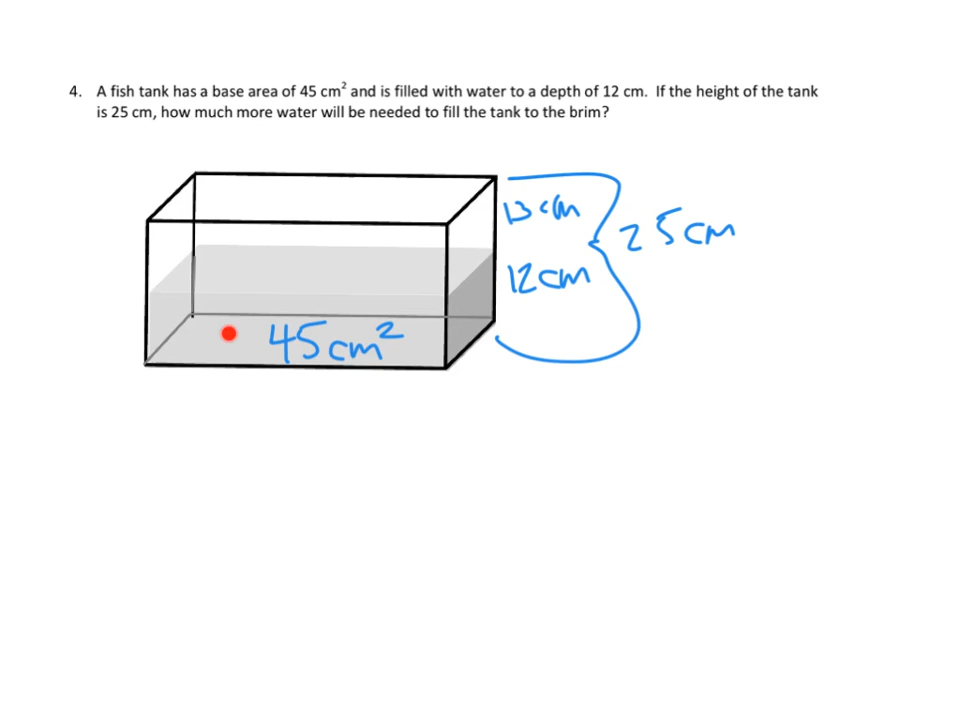 4. A fish tank has a base area of 45 cm² and is filled with water to a depth of 12 cm. If the height of the tank
is 25 cm, how much more water will be needed to fill the tank to the brim?
13 cm
25 cm
12 cm
45 cm²